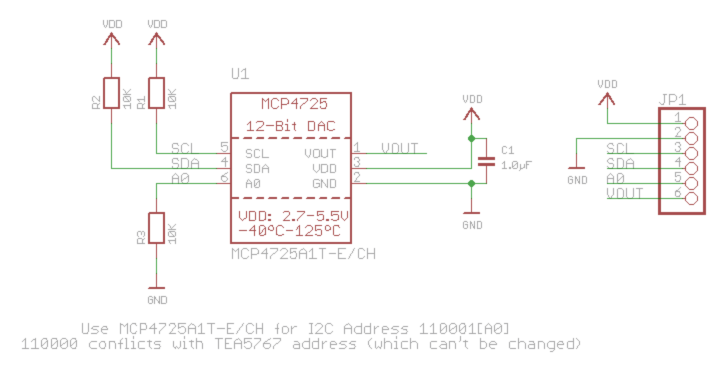 VDD VDD
R2 10K R1 10K
U1
MCP4725
12-Bit DAC
SCL 5 SCL VOUT 1 VOUT
SDA 4 SDA VDD 3
A0 6 A0 GND 2
VDD: 2.7-5.5V
-40°C-125°C
MCP4725A1T-E/CH
R3 10K
GND
VDD
C1
1.0µF
GND
VDD
JP1
1
2
SCL 3
SDA 4
A0 5
VOUT 6
GND
Use MCP4725A1T-E/CH for I2C Address 110001[A0]
110000 conflicts with TEA5767 address (which can't be changed)